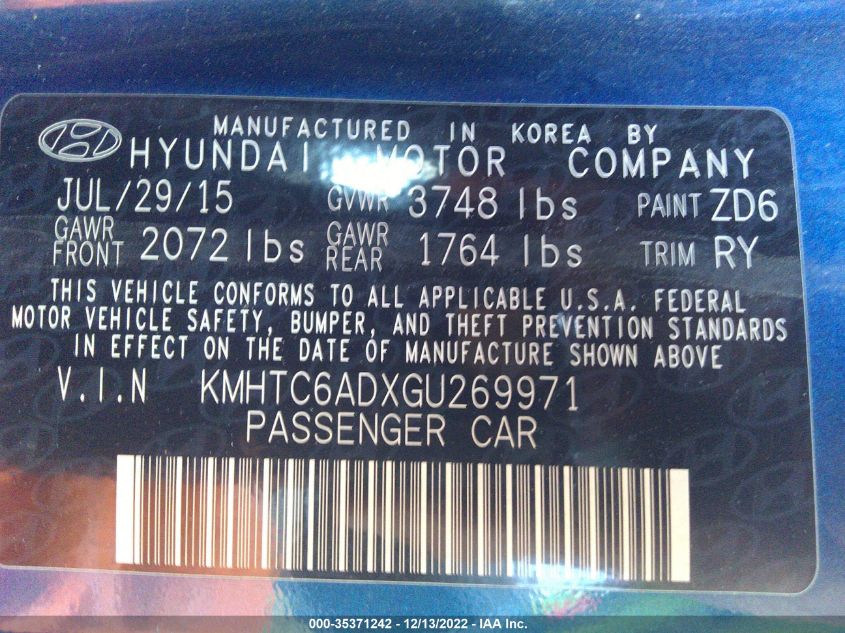 MANUFACTURED IN KOREA BY
HYUNDAI MOTOR COMPANY
JUL/29/15 GVWR 3748 lbs PAINT ZD6
GAWR FRONT 2072 lbs GAWR REAR 1764 lbs TRIM RY
THIS VEHICLE CONFORMS TO ALL APPLICABLE U.S.A. FEDERAL
MOTOR VEHICLE SAFETY, BUMPER, AND THEFT PREVENTION STANDARDS
IN EFFECT ON THE DATE OF MANUFACTURE SHOWN ABOVE
V.I.N KMHTC6ADXGU269971
PASSENGER CAR
000-35371242 - 12/13/2022 - IAA Inc.